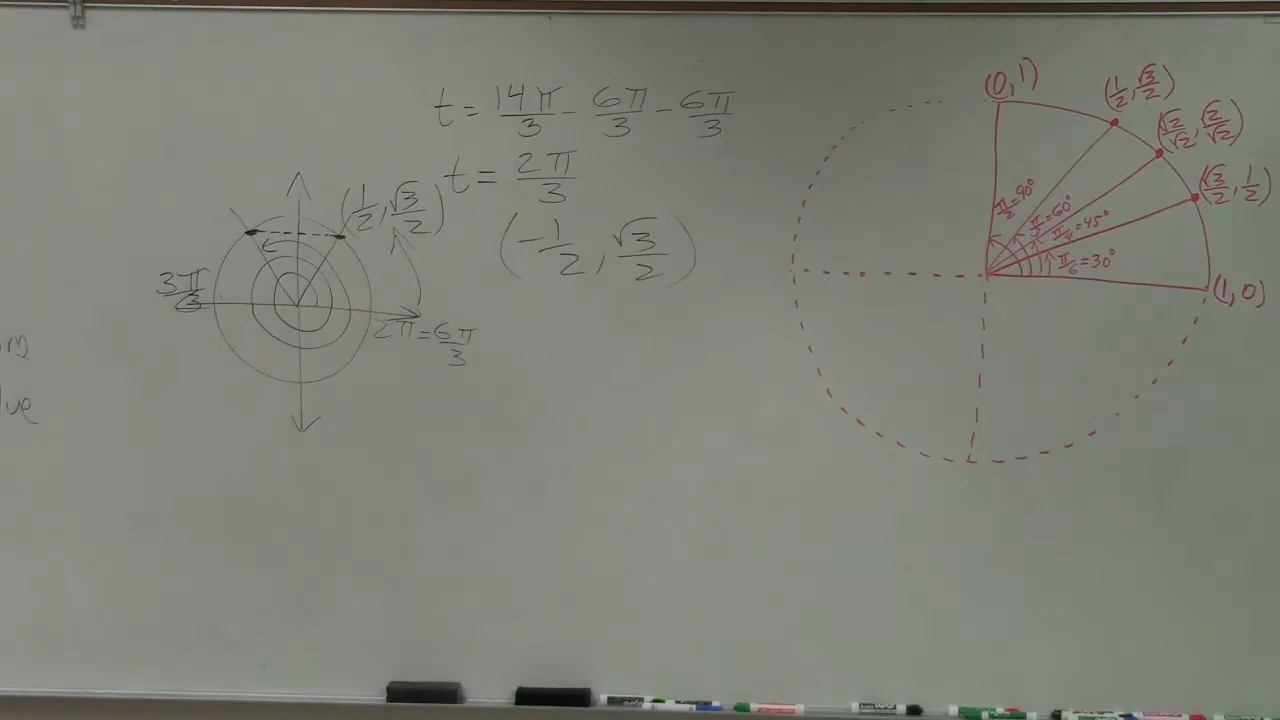 t = 14π/3 - 6π/3 - 6π/3
t = 2π/3
(-1/2, √3/2)
(1/2, √3/2)
3π/3
2π = 6π/3
(0, 1)
(1/2, √3/2)
(√2/√2, √2/√2)
(√3/2, 1/2)
(1, 0)
π/2 = 90°
π/3 = 60°
π/4 = 45°
π/6 = 30°